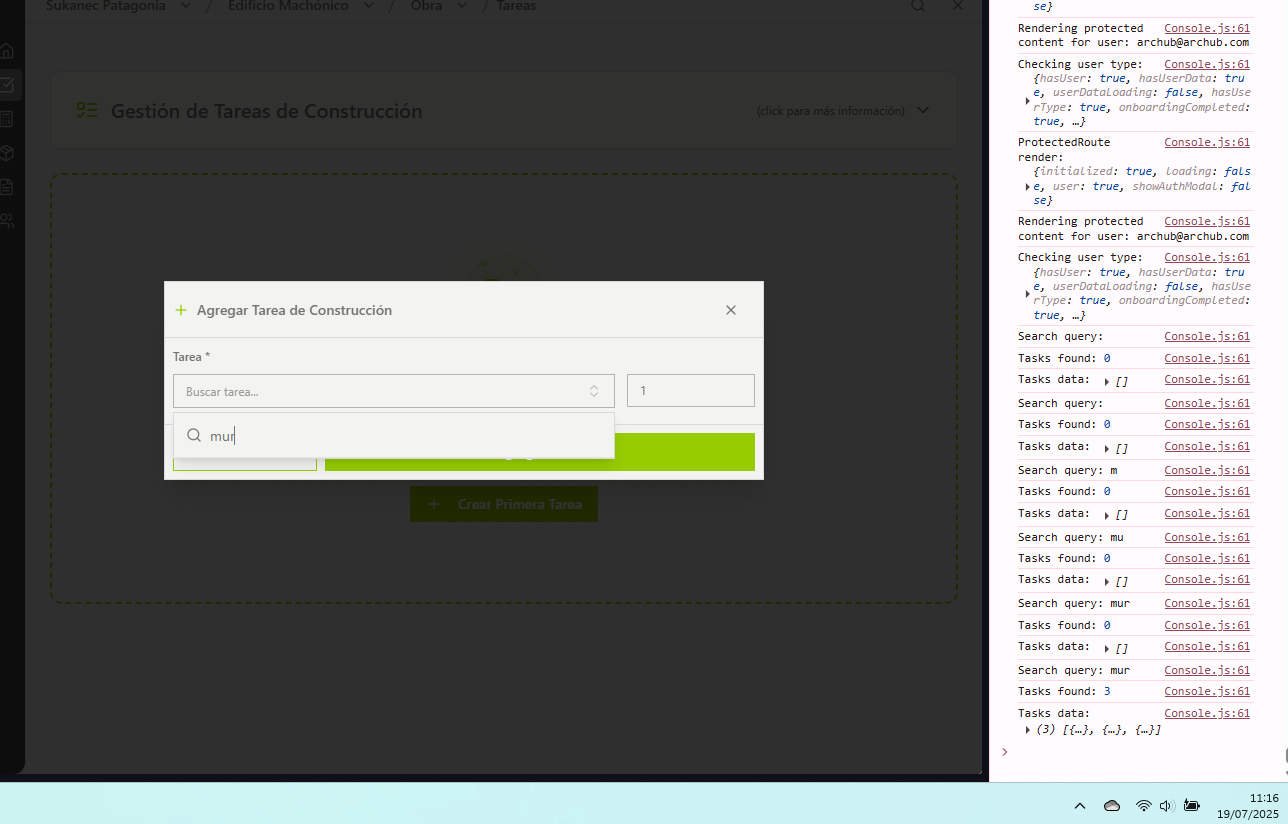 Sukanec Patagonia / Edificio Machónico / Obra / Tareas
Gestión de Tareas de Construcción
(click para más información)
+ Agregar Tarea de Construcción
Tarea *
Buscar tarea...
1
mur
+ Crear Primera Tarea
se}
Rendering protected Console.js:61
content for user: archub@archub.com
Checking user type: Console.js:61
{hasUser: true, hasUserData: tru
e, userDataLoading: false, hasUse
rType: true, onboardingCompleted:
true, …}
ProtectedRoute Console.js:61
render:
{initialized: true, loading: fals
e, user: true, showAuthModal: fal
se}
Rendering protected Console.js:61
content for user: archub@archub.com
Checking user type: Console.js:61
{hasUser: true, hasUserData: tru
e, userDataLoading: false, hasUse
rType: true, onboardingCompleted:
true, …}
Search query: Console.js:61
Tasks found: 0 Console.js:61
Tasks data: [] Console.js:61
Search query: Console.js:61
Tasks found: 0 Console.js:61
Tasks data: [] Console.js:61
Search query: m Console.js:61
Tasks found: 0 Console.js:61
Tasks data: [] Console.js:61
Search query: mu Console.js:61
Tasks found: 0 Console.js:61
Tasks data: [] Console.js:61
Search query: mur Console.js:61
Tasks found: 0 Console.js:61
Tasks data: [] Console.js:61
Search query: mur Console.js:61
Tasks found: 3 Console.js:61
Tasks data: Console.js:61
(3) [{…}, {…}, {…}]
11:16
19/07/2025